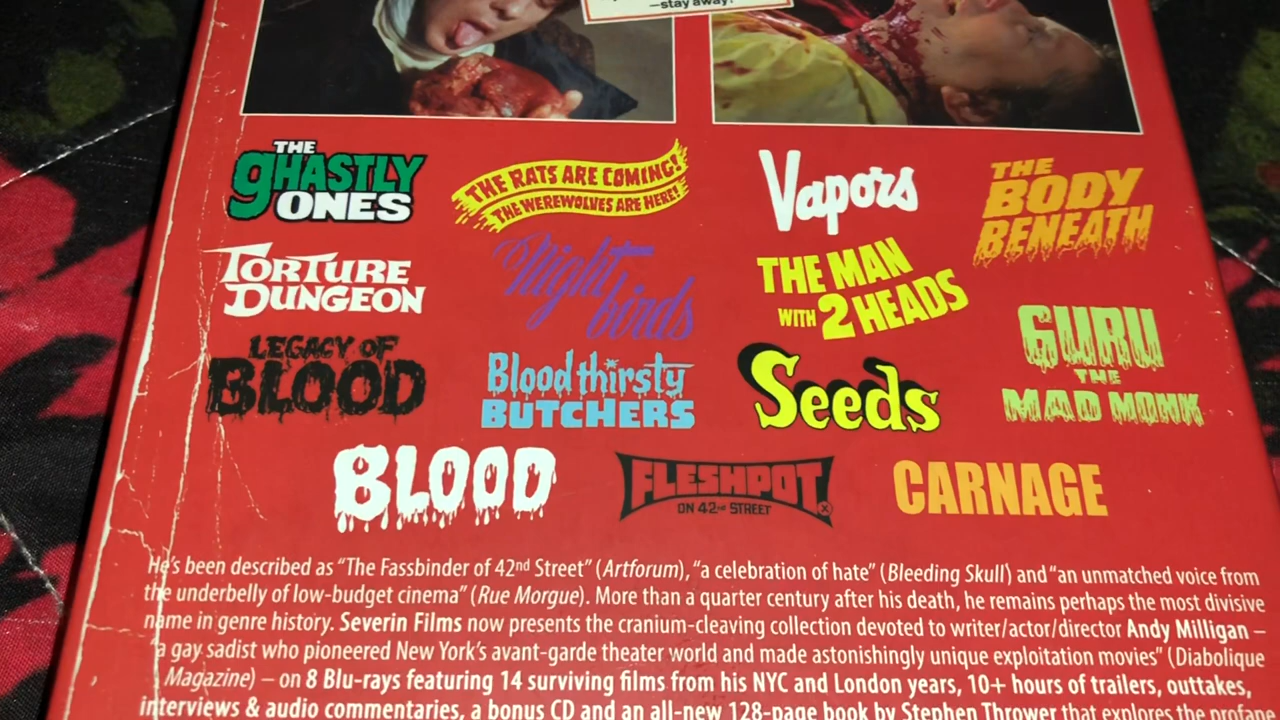 —stay away!
THE
gHASTLY
ONES
THE RATS ARE COMING!
THE WEREWOLVES ARE HERE!
Vapors
THE
BODY
BENEATH
TORTURE
DUNGEON
Night
birds
THE MAN
WITH 2 HEADS
LEGACY OF
BLOOD
Bloodthirsty
BUTCHERS
Seeds
GURU
THE
MAD MONK
BLOOD
FLESHPOT
ON 42nd STREET
X
CARNAGE
He's been described as “The Fassbinder of 42nd Street” (Artforum), “a celebration of hate” (Bleeding Skull) and “an unmatched voice from
the underbelly of low-budget cinema” (Rue Morgue). More than a quarter century after his death, he remains perhaps the most divisive
name in genre history. Severin Films now presents the cranium-cleaving collection devoted to writer/actor/director Andy Milligan –
“a gay sadist who pioneered New York's avant-garde theater world and made astonishingly unique exploitation movies” (Diabolique
Magazine) – on 8 Blu-rays featuring 14 surviving films from his NYC and London years, 10+ hours of trailers, outtakes,
interviews & audio commentaries, a bonus CD and an all-new 128-page book by Stephen Thrower that explores the profane